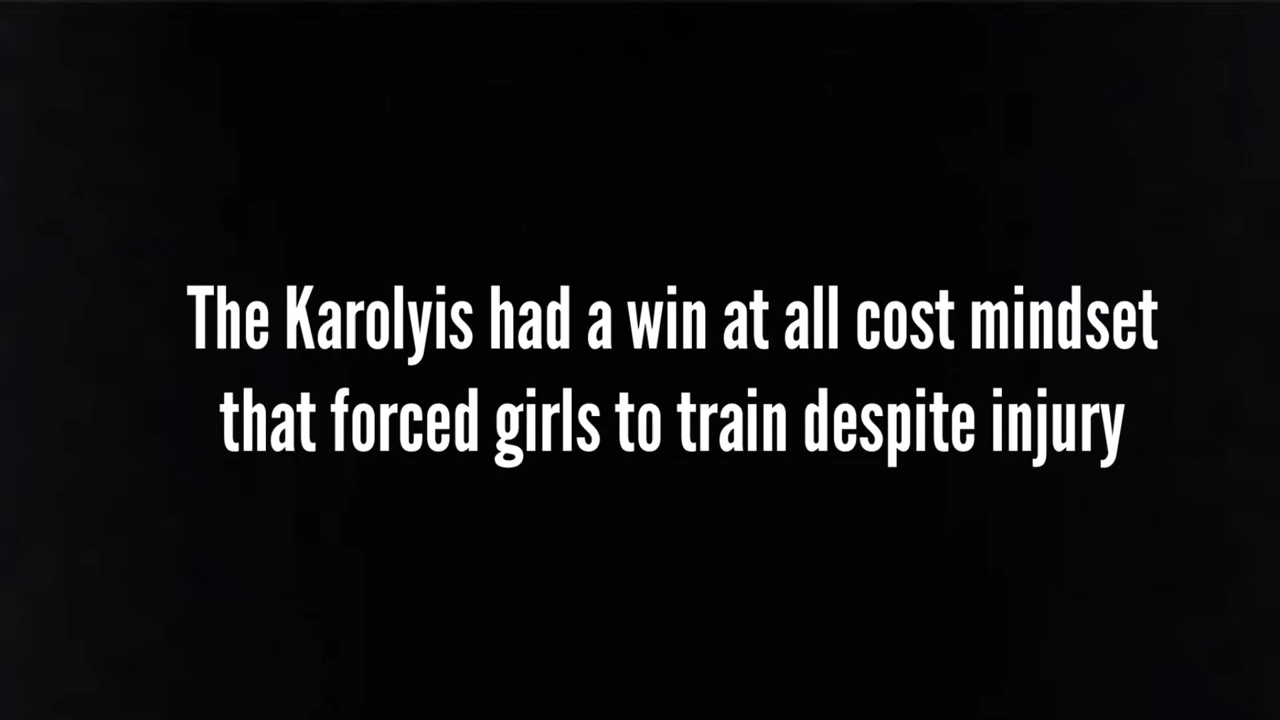 The Karolyis had a win at all cost mindset
that forced girls to train despite injury